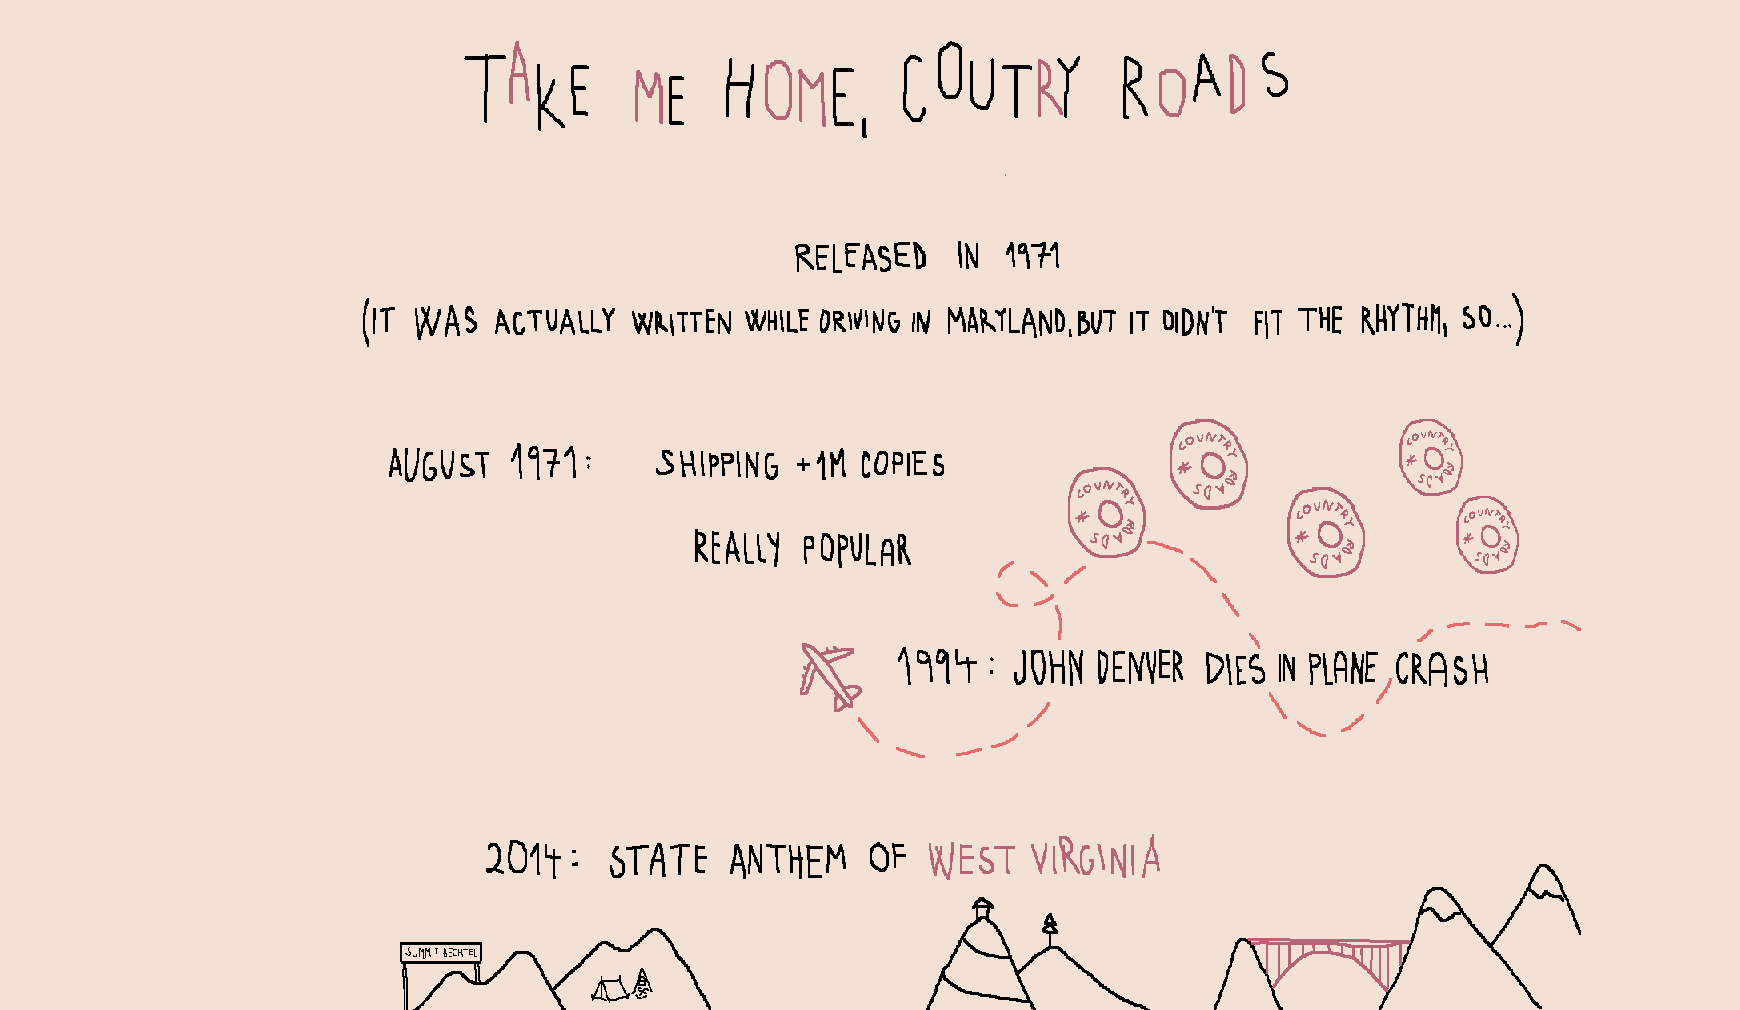 TAKE ME HOME, COUTRY ROADS
RELEASED IN 1971
(IT WAS ACTUALLY WRITTEN WHILE DRIVING IN MARYLAND, BUT IT DIDN'T FIT THE RHYTHM, SO...)
AUGUST 1971: SHIPPING +1M COPIES
REALLY POPULAR
COUNTRY ROADS *
COUNTRY ROADS *
COUNTRY ROADS *
COUNTRY ROADS *
COUNTRY ROADS *
1994: JOHN DENVER DIES IN PLANE CRASH
2014: STATE ANTHEM OF WEST VIRGINIA
SUMMIT BECHTEL